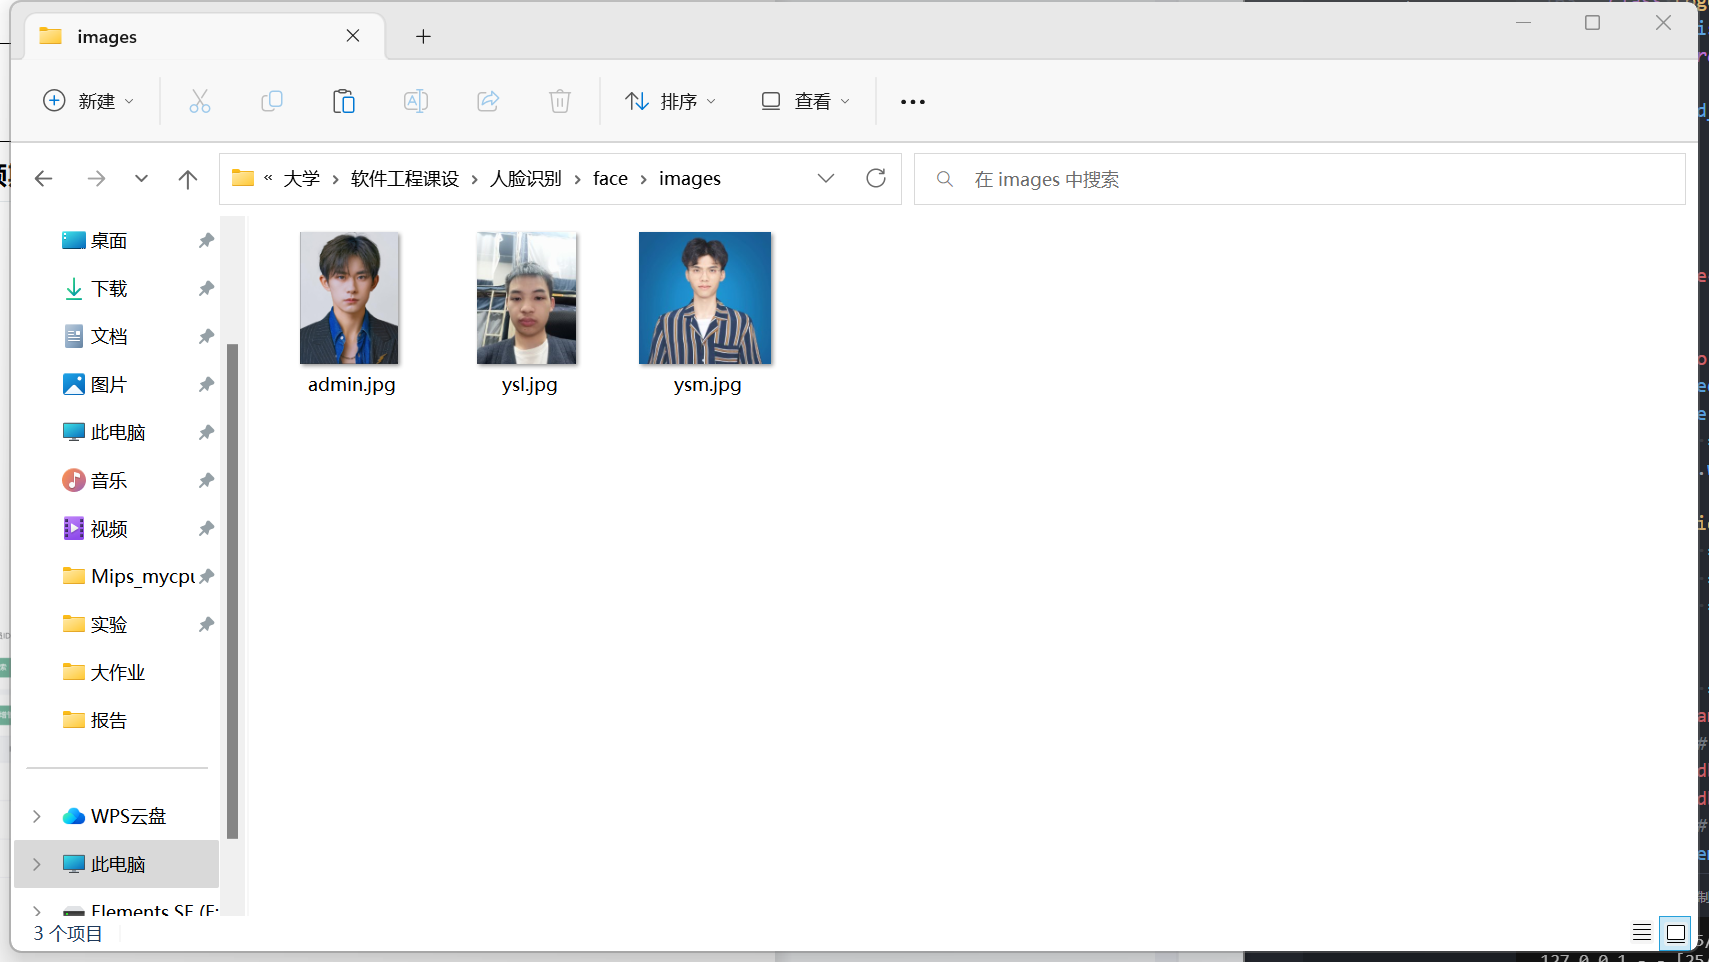 images
新建
排序
查看
« 大学 › 软件工程课设 › 人脸识别 › face › images
在 images 中搜索
桌面
下载
文档
图片
此电脑
音乐
视频
Mips_mycpu
实验
大作业
报告
WPS云盘
此电脑
Elements SE (F:
admin.jpg
ysl.jpg
ysm.jpg
3 个项目